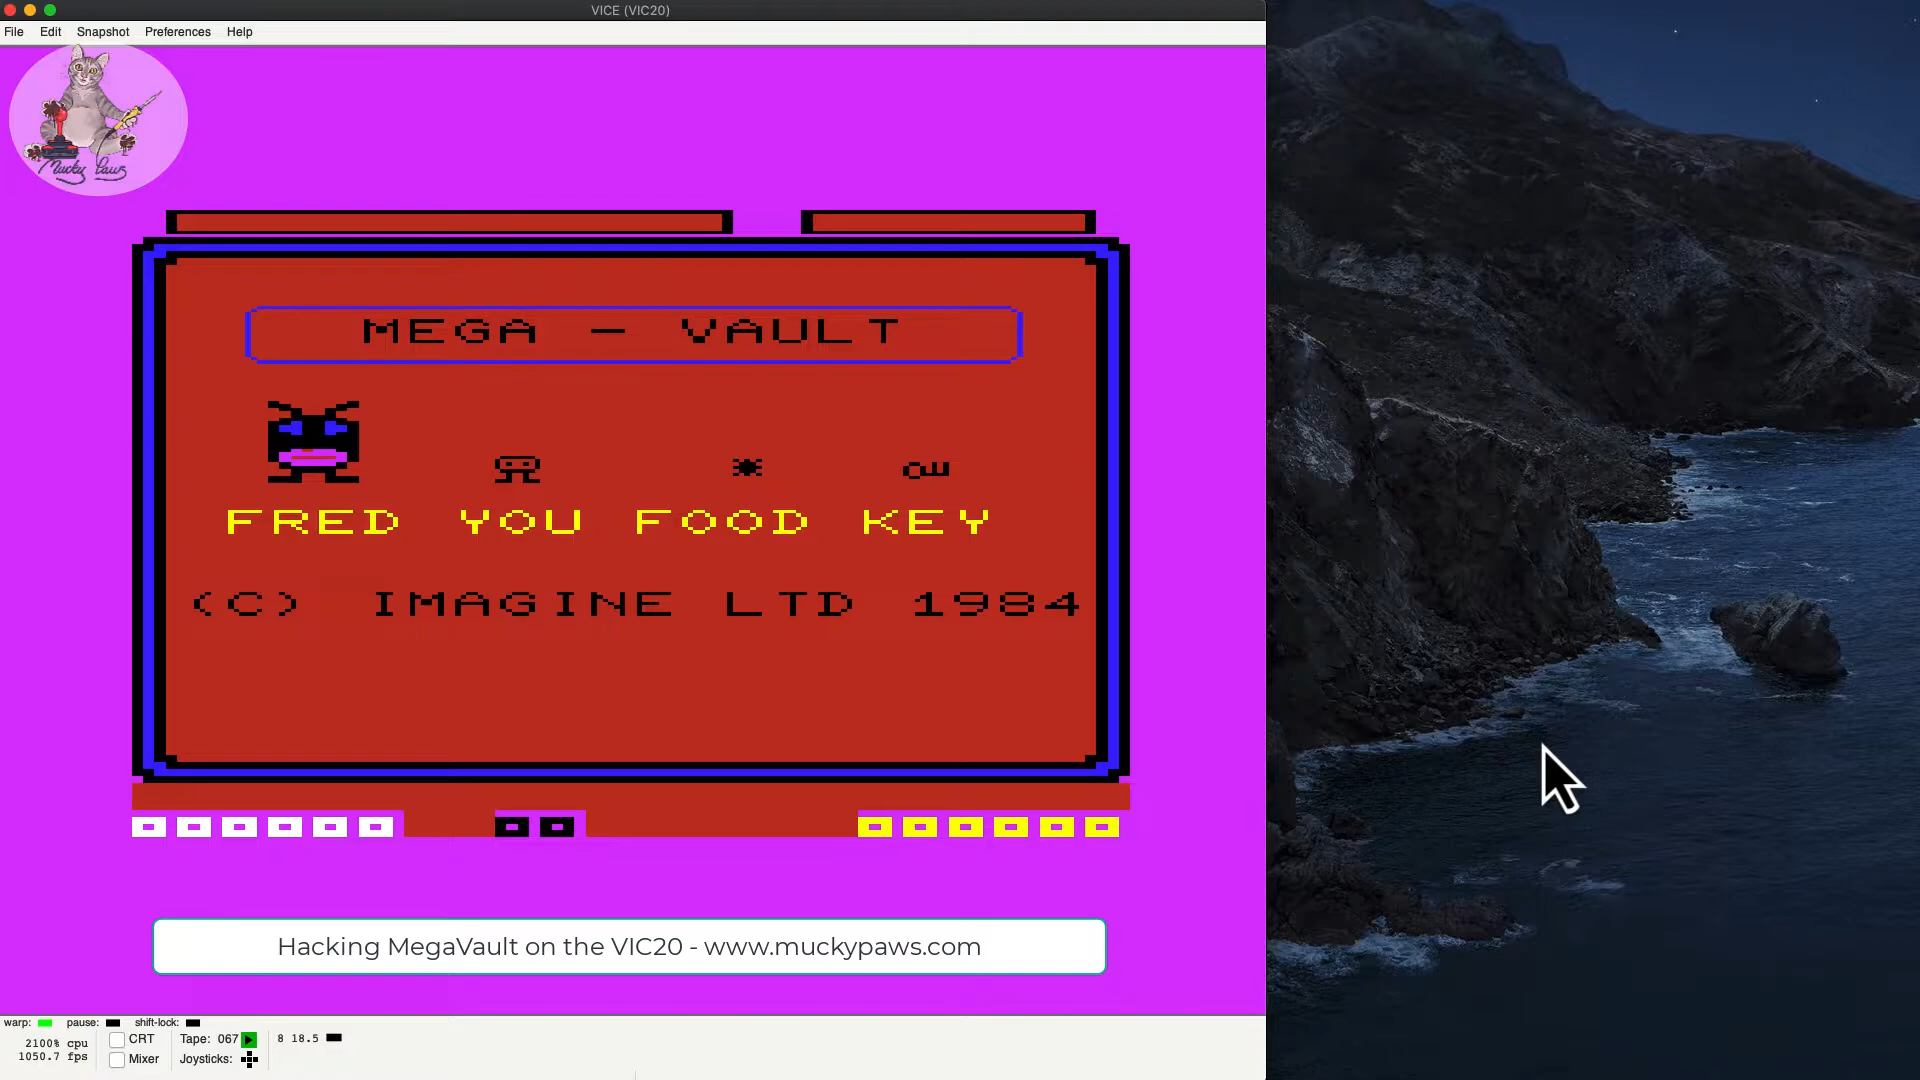 VICE (VIC20)
File Edit Snapshot Preferences Help
Mucky Paws
MEGA - VAULT
FRED YOU FOOD KEY
(C) IMAGINE LTD 1984
Hacking MegaVault on the VIC20 - www.muckypaws.com
warp: pause: shift-lock:
2100% cpu CRT Tape: 067 8 18.5
1050.7 fps Mixer Joysticks: